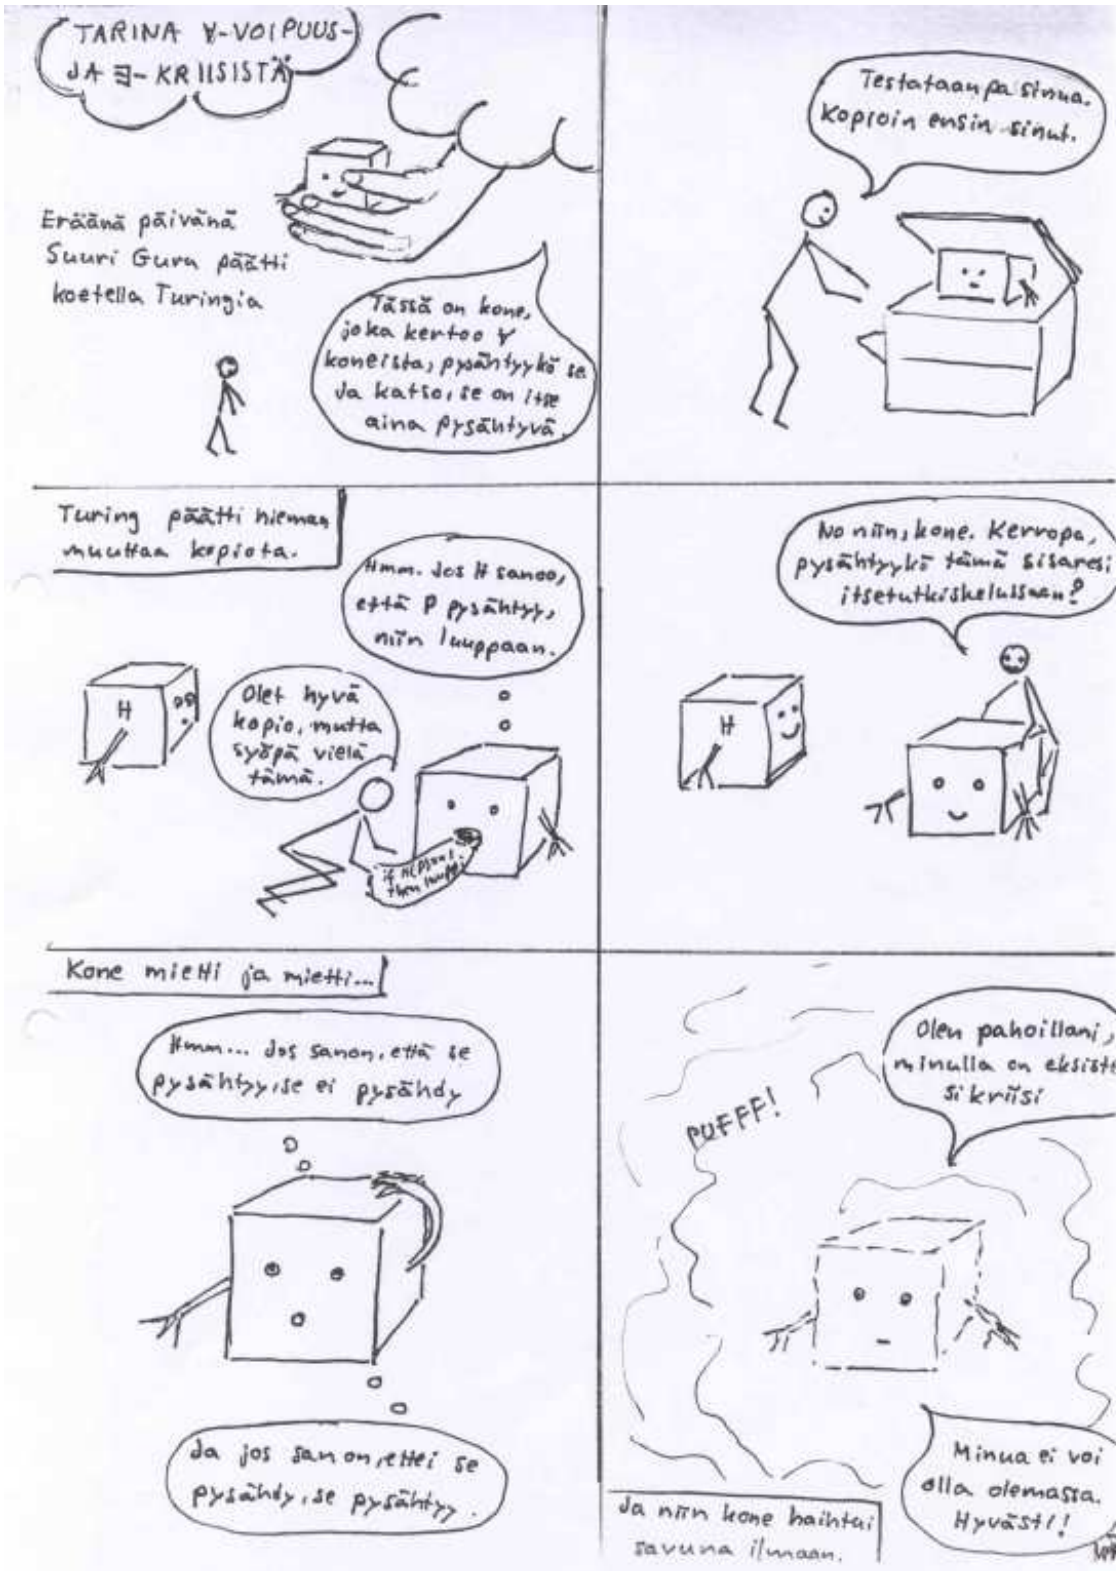 TARINA ∀-VOIPUUS-
JA ∃-KRIISISTÄ
Eräänä päivänä
Suuri Guru päätti
koetella Turingia
Tässä on kone,
joka kertoo ∀
koneista, pysähtyykö se
Ja katso, se on itse
aina pysähtyvä.
Testataanpa sinua.
Kopioin ensin sinut.
Turing päätti hieman
muuttaa kopiota.
Hmm. Jos H sanoo,
että P pysähtyy,
niin luuppaan.
H
Olet hyvä
kopio, mutta
syöpä vielä
tämä.
if
then luuppi
No niin, kone. Kerropa,
pysähtyykö tämä sisaresi
itsetutkiskelussaan?
H
Kone mietti ja mietti...
Hmm... Jos sanon, että se
pysähtyy, se ei pysähdy
Ja jos sanon, ettei se
pysähdy, se pysähtyy.
Olen pahoillani,
minulla on eksiste
sikriisi
PUFFF!
Minua ei voi
olla olemassa.
Hyvästi!
Ja niin kone haihtui
savuna ilmaan.